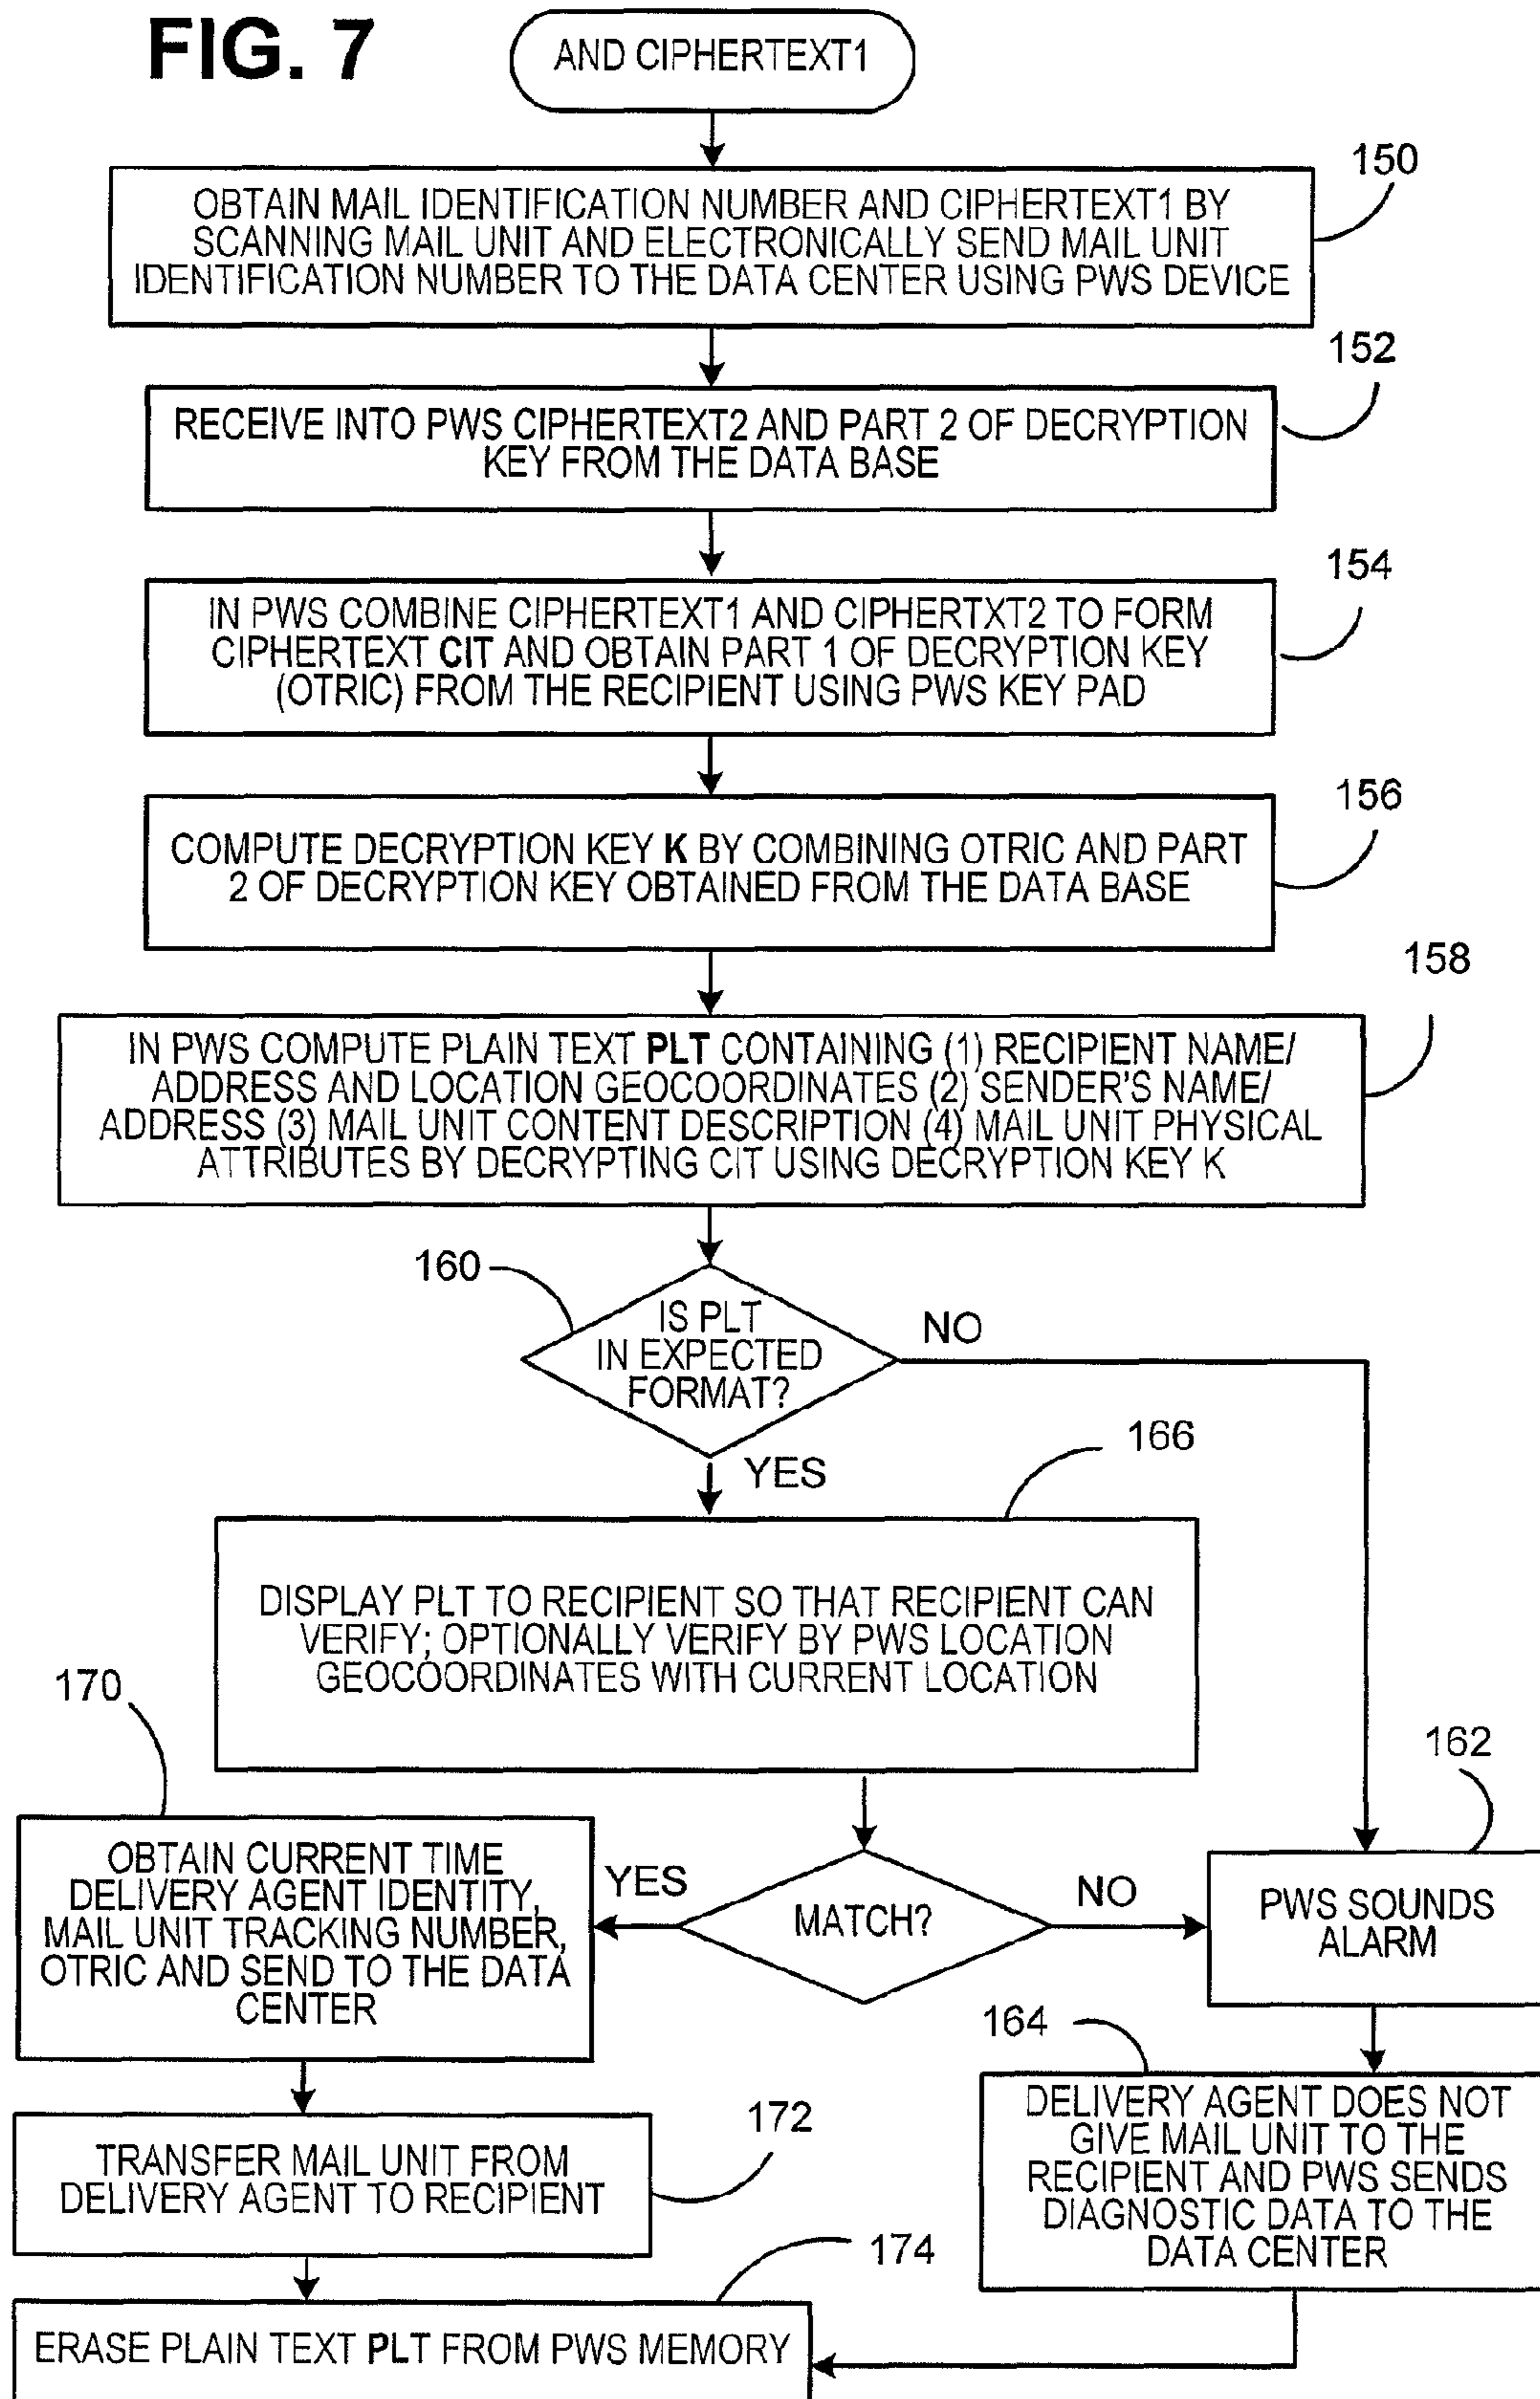 FIG. 7
AND CIPHERTEXT1
150
OBTAIN MAIL IDENTIFICATION NUMBER AND CIPHERTEXT1 BY
SCANNING MAIL UNIT AND ELECTRONICALLY SEND MAIL UNIT
IDENTIFICATION NUMBER TO THE DATA CENTER USING PWS DEVICE
152
RECEIVE INTO PWS CIPHERTEXT2 AND PART 2 OF DECRYPTION
KEY FROM THE DATA BASE
154
IN PWS COMBINE CIPHERTEXT1 AND CIPHERTXT2 TO FORM
CIPHERTEXT CIT AND OBTAIN PART 1 OF DECRYPTION KEY
(OTRIC) FROM THE RECIPIENT USING PWS KEY PAD
156
COMPUTE DECRYPTION KEY K BY COMBINING OTRIC AND PART
2 OF DECRYPTION KEY OBTAINED FROM THE DATA BASE
158
IN PWS COMPUTE PLAIN TEXT PLT CONTAINING (1) RECIPIENT NAME/
ADDRESS AND LOCATION GEOCOORDINATES (2) SENDER'S NAME/
ADDRESS (3) MAIL UNIT CONTENT DESCRIPTION (4) MAIL UNIT PHYSICAL
ATTRIBUTES BY DECRYPTING CIT USING DECRYPTION KEY K
160
IS PLT
IN EXPECTED
FORMAT?
NO
YES
166
DISPLAY PLT TO RECIPIENT SO THAT RECIPIENT CAN
VERIFY; OPTIONALLY VERIFY BY PWS LOCATION
GEOCOORDINATES WITH CURRENT LOCATION
170
OBTAIN CURRENT TIME
DELIVERY AGENT IDENTITY,
MAIL UNIT TRACKING NUMBER,
OTRIC AND SEND TO THE DATA
CENTER
YES
MATCH?
NO
162
PWS SOUNDS
ALARM
164
DELIVERY AGENT DOES NOT
GIVE MAIL UNIT TO THE
RECIPIENT AND PWS SENDS
DIAGNOSTIC DATA TO THE
DATA CENTER
172
TRANSFER MAIL UNIT FROM
DELIVERY AGENT TO RECIPIENT
174
ERASE PLAIN TEXT PLT FROM PWS MEMORY